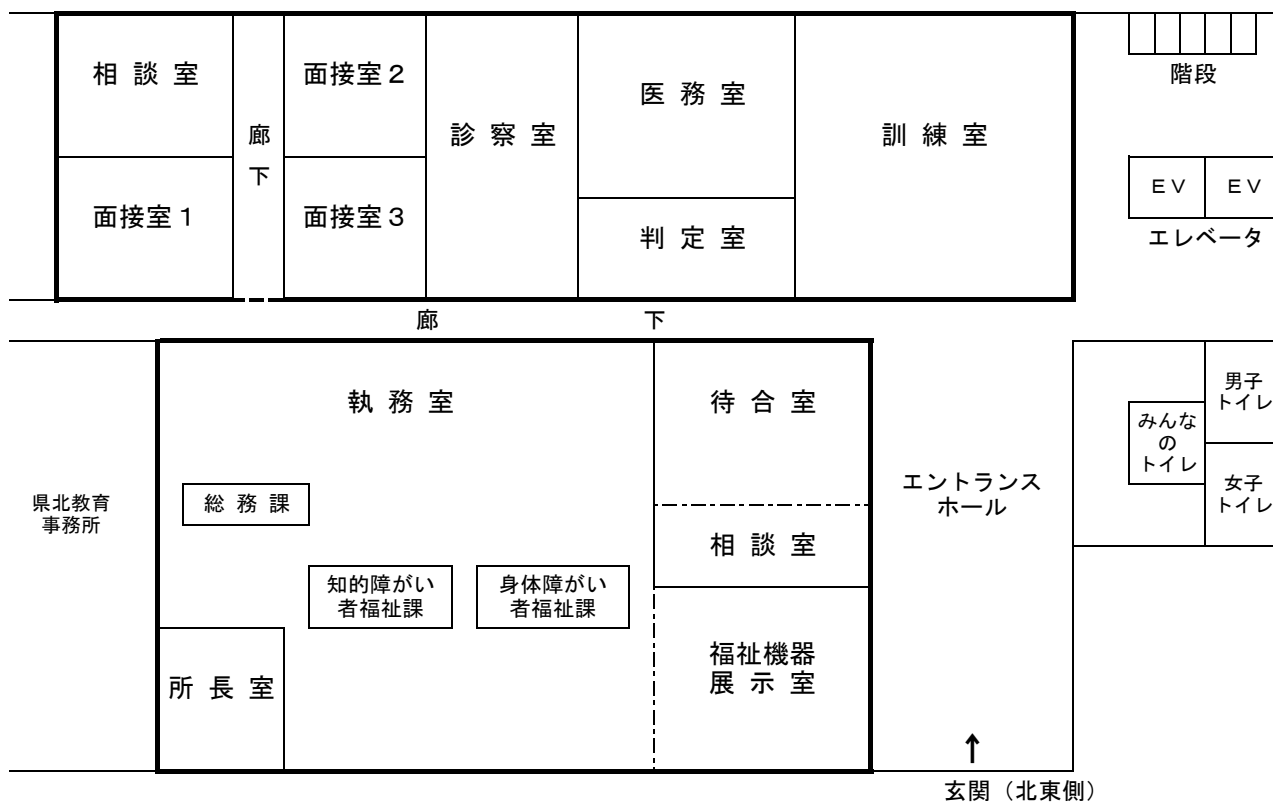 相 談 室
廊
下
面接室2
診 察 室
医 務 室
訓 練 室
階段
面接室1
面接室3
判 定 室
EV
EV
エレベータ
廊 下
執 務 室
待 合 室
男子
トイレ
みんな
の
トイレ
女子
トイレ
県北教育
事務所
総 務 課
エントランス
ホール
相 談 室
知的障がい
者福祉課
身体障がい
者福祉課
所 長 室
福祉機器
展 示 室
↑
玄関(北東側)